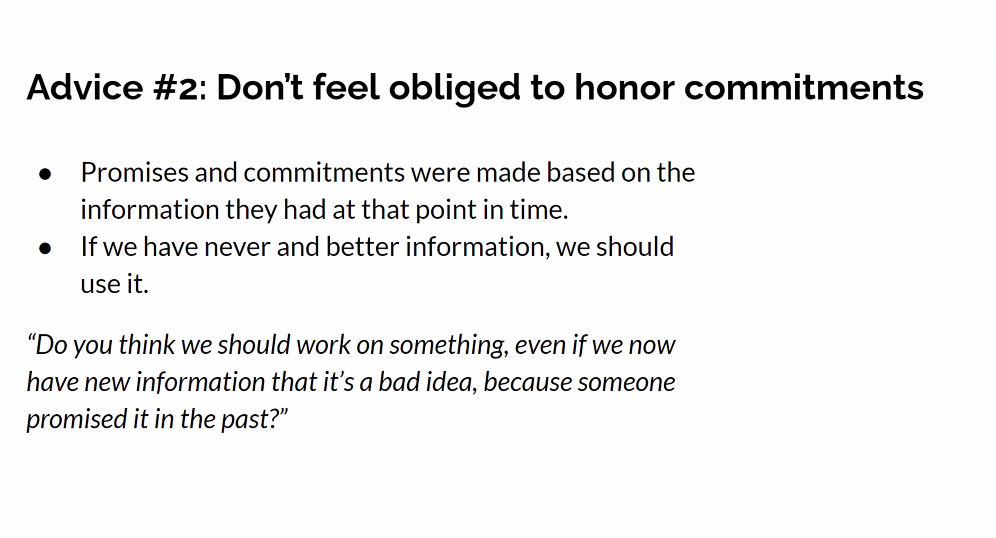 Advice #2: Don’t feel obliged to honor commitments
● Promises and commitments were made based on the
information they had at that point in time.
● If we have never and better information, we should
use it.
“Do you think we should work on something, even if we now
have new information that it’s a bad idea, because someone
promised it in the past?”